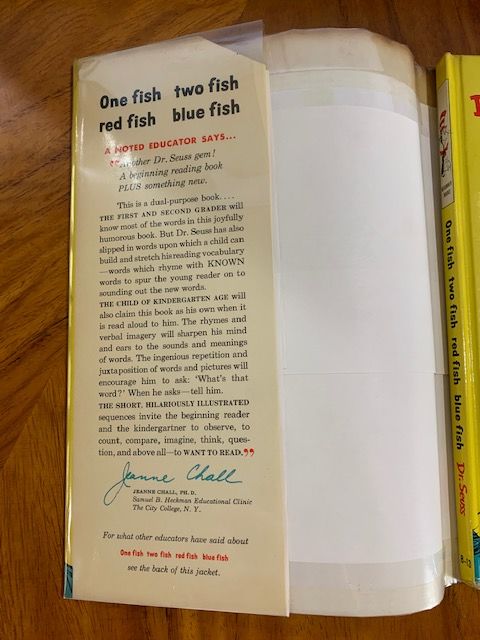 One fish two fish
red fish blue fish
A NOTED EDUCATOR SAYS...
"Another Dr. Seuss gem!
A beginning reading book
PLUS something new.
This is a dual-purpose book....
THE FIRST AND SECOND GRADER will
know most of the words in this joyfully
humorous book. But Dr. Seuss has also
slipped in words upon which a child can
build and stretch his reading vocabulary
—words which rhyme with KNOWN
words to spur the young reader on to
sounding out the new words.
THE CHILD OF KINDERGARTEN AGE will
also claim this book as his own when it
is read aloud to him. The rhymes and
verbal imagery will sharpen his mind
and ears to the sounds and meanings
of words. The ingenious repetition and
juxtaposition of words and pictures will
encourage him to ask: 'What's that
word?' When he asks—tell him.
THE SHORT, HILARIOUSLY ILLUSTRATED
sequences invite the beginning reader
and the kindergartner to observe, to
count, compare, imagine, think, ques-
tion, and above all—to WANT TO READ."
Jeanne Chall
JEANNE CHALL, PH. D.
Samuel B. Heckman Educational Clinic
The City College, N. Y.
For what other educators have said about
One fish two fish red fish blue fish
see the back of this jacket.
One fish two fish red fish blue fish Dr. Seuss
B-13